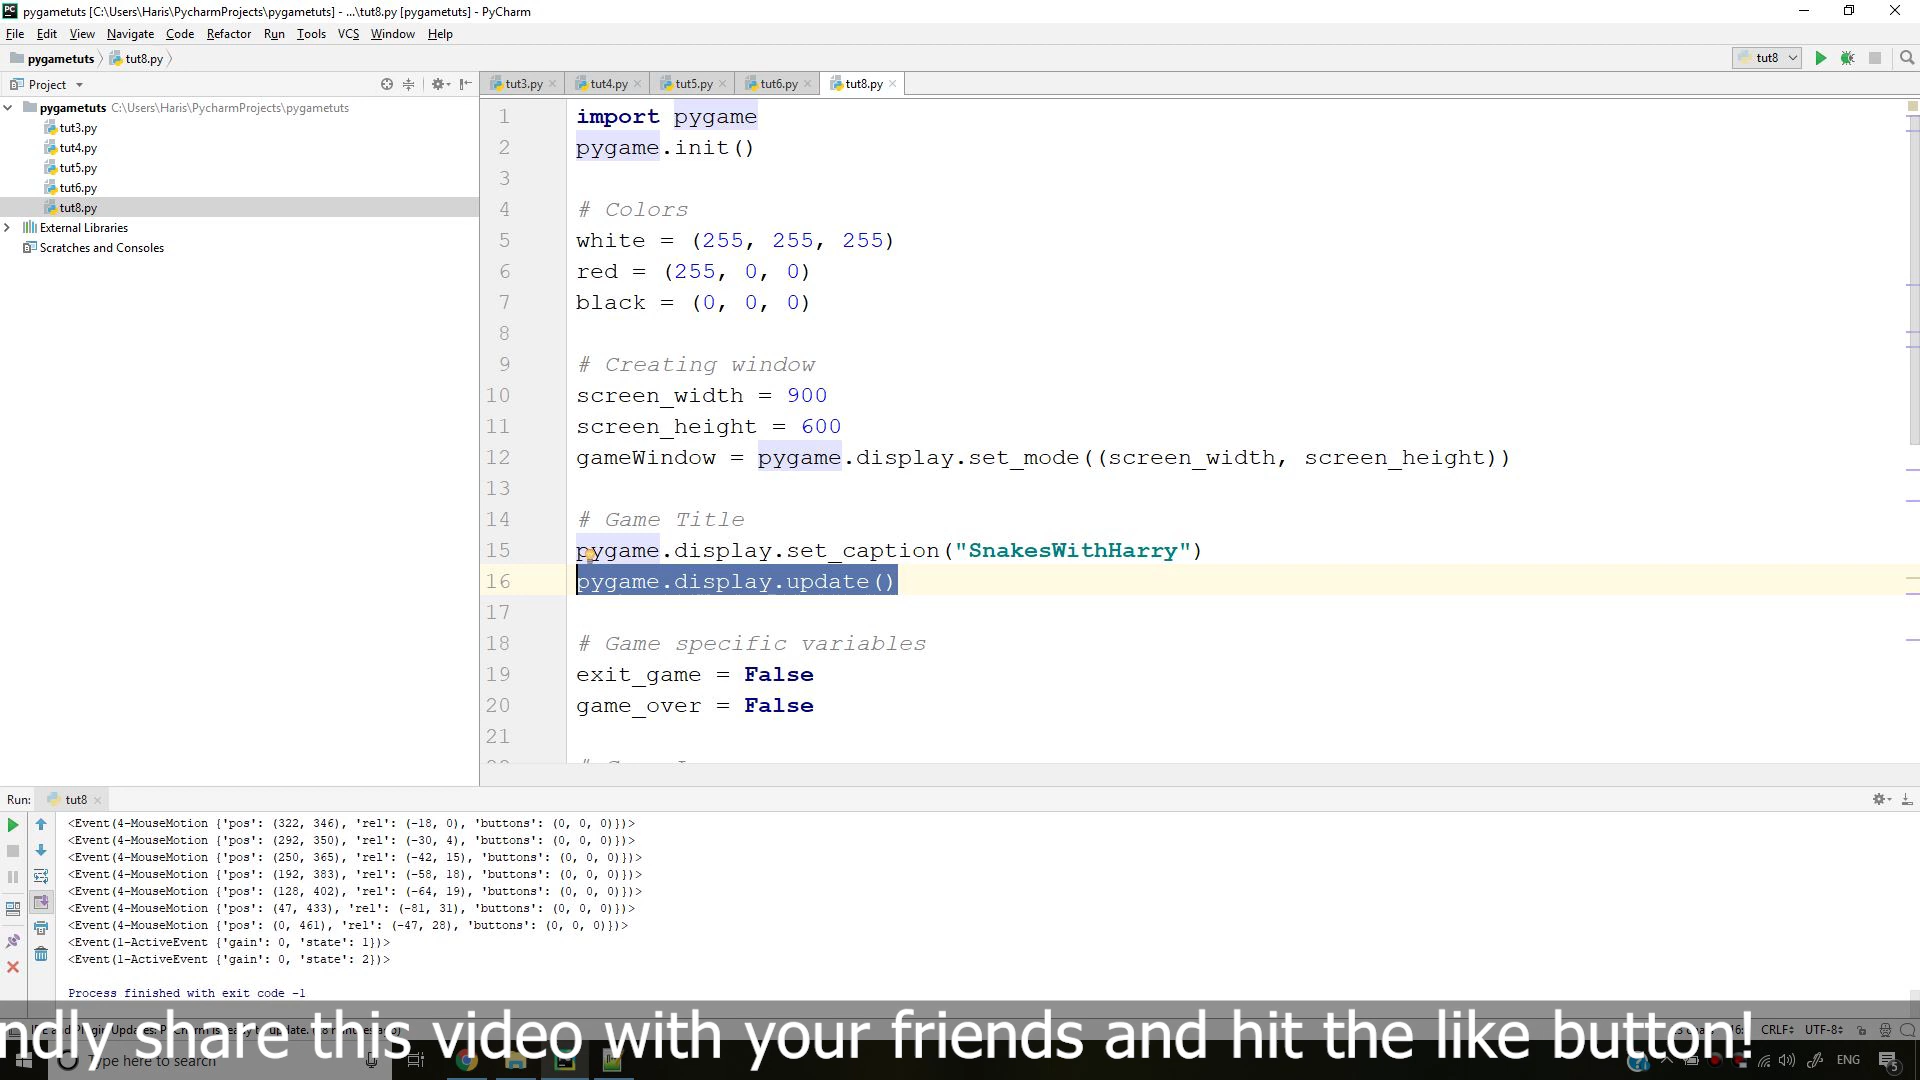 pygametuts [C:\Users\Haris\PycharmProjects\pygametuts] - ...\tut8.py [pygametuts] - PyCharm
File Edit View Navigate Code Refactor Run Tools VCS Window Help
pygametuts tut8.py tut8
Project tut3.py tut4.py tut5.py tut6.py tut8.py
pygametuts C:\Users\Haris\PycharmProjects\pygametuts
tut3.py
tut4.py
tut5.py
tut6.py
tut8.py
External Libraries
Scratches and Consoles
1 import pygame
2 pygame.init()
3
4 # Colors
5 white = (255, 255, 255)
6 red = (255, 0, 0)
7 black = (0, 0, 0)
8
9 # Creating window
10 screen_width = 900
11 screen_height = 600
12 gameWindow = pygame.display.set_mode((screen_width, screen_height))
13
14 # Game Title
15 pygame.display.set_caption("SnakesWithHarry")
16 pygame.display.update()
17
18 # Game specific variables
19 exit_game = False
20 game_over = False
21
Run: tut8
<Event(4-MouseMotion {'pos': (322, 346), 'rel': (-18, 0), 'buttons': (0, 0, 0)})>
<Event(4-MouseMotion {'pos': (292, 350), 'rel': (-30, 4), 'buttons': (0, 0, 0)})>
<Event(4-MouseMotion {'pos': (250, 365), 'rel': (-42, 15), 'buttons': (0, 0, 0)})>
<Event(4-MouseMotion {'pos': (192, 383), 'rel': (-58, 18), 'buttons': (0, 0, 0)})>
<Event(4-MouseMotion {'pos': (128, 402), 'rel': (-64, 19), 'buttons': (0, 0, 0)})>
<Event(4-MouseMotion {'pos': (47, 433), 'rel': (-81, 31), 'buttons': (0, 0, 0)})>
<Event(4-MouseMotion {'pos': (0, 461), 'rel': (-47, 28), 'buttons': (0, 0, 0)})>
<Event(1-ActiveEvent {'gain': 0, 'state': 1})>
<Event(1-ActiveEvent {'gain': 0, 'state': 2})>
Process finished with exit code -1
ndly share this video with your friends and hit the like button!
CRLF UTF-8
Type here to search ENG 5